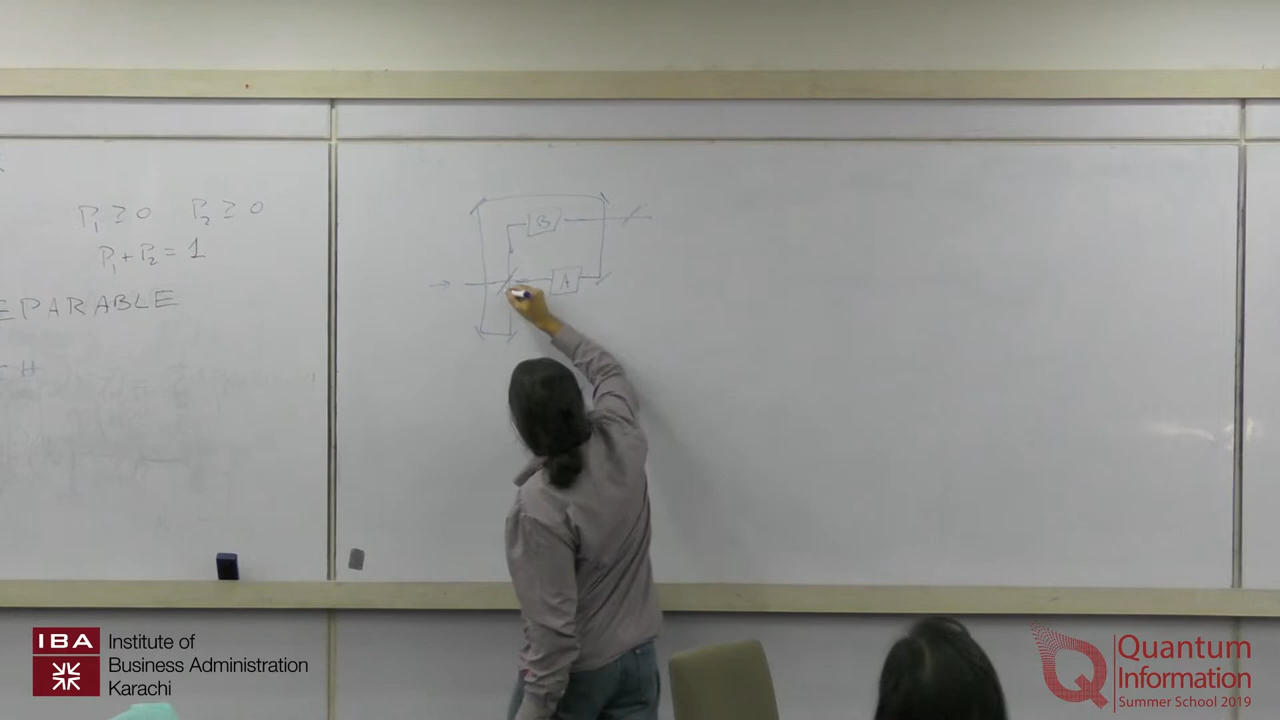 P₁ ≥ 0 P₂ ≥ 0
P₁ + P₂ = 1
EPARABLE
H
B
A
IBA
Institute of
Business Administration
Karachi
Quantum
Information
Summer School 2019